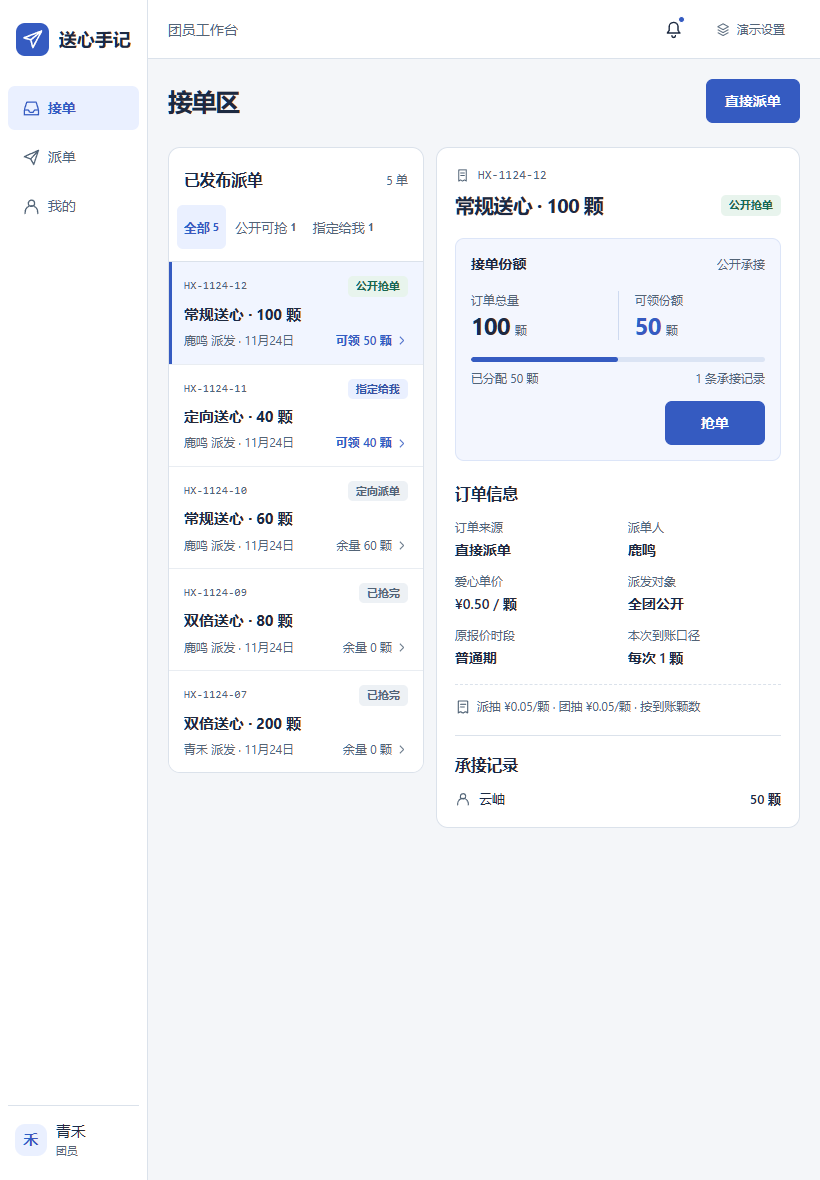 送心手记
接单
派单
我的
禾
青禾
团员
团员工作台
演示设置
接单区
直接派单
已发布派单
5 单
全部 5
公开可抢 1
指定给我 1
HX-1124-12
公开抢单
常规送心 · 100 颗
鹿鸣 派发 · 11月24日
可领 50 颗
HX-1124-11
指定给我
定向送心 · 40 颗
鹿鸣 派发 · 11月24日
可领 40 颗
HX-1124-10
定向派单
常规送心 · 60 颗
鹿鸣 派发 · 11月24日
余量 60 颗
HX-1124-09
已抢完
双倍送心 · 80 颗
鹿鸣 派发 · 11月24日
余量 0 颗
HX-1124-07
已抢完
双倍送心 · 200 颗
青禾 派发 · 11月24日
余量 0 颗
HX-1124-12
常规送心 · 100 颗
公开抢单
接单份额
公开承接
订单总量
可领份额
100 颗
50 颗
已分配 50 颗
1 条承接记录
抢单
订单信息
订单来源
派单人
直接派单
鹿鸣
爱心单价
派发对象
¥0.50 / 颗
全团公开
原报价时段
本次到账口径
普通期
每次 1 颗
派抽 ¥0.05/颗 · 团抽 ¥0.05/颗 · 按到账颗数
承接记录
云岫
50 颗